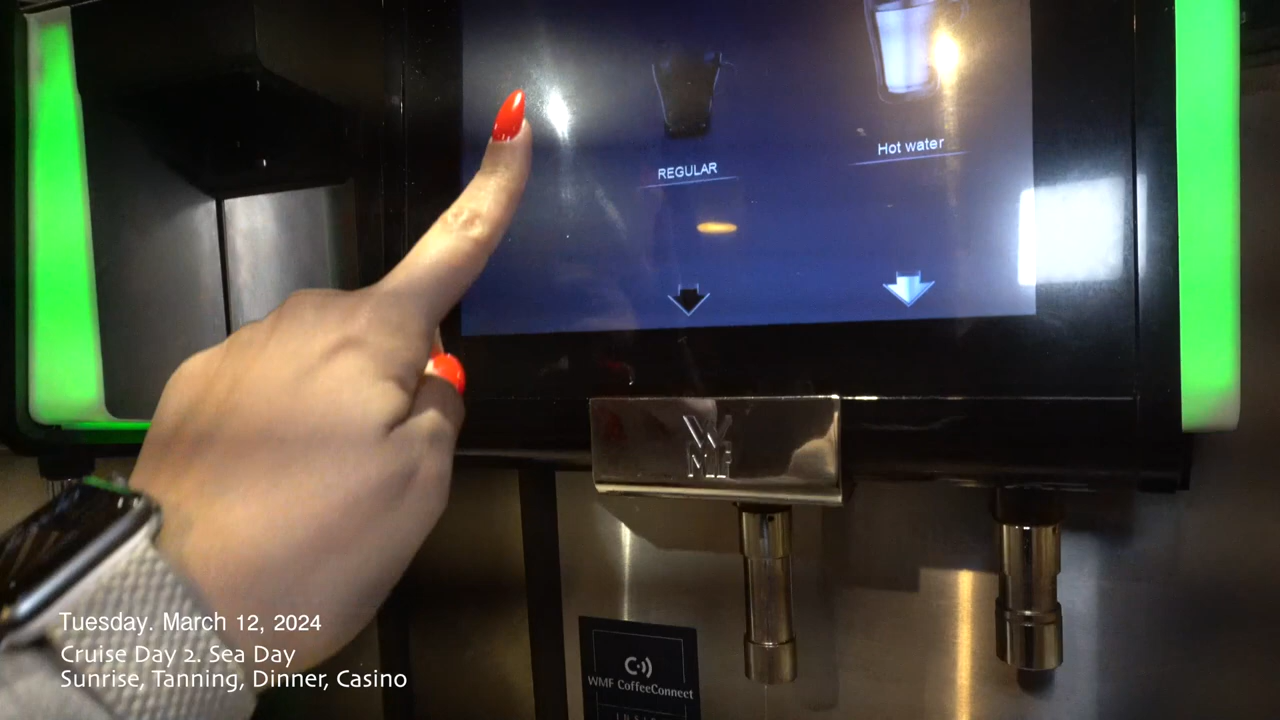 Hot water
REGULAR
WMF
Tuesday. March 12, 2024
Cruise Day 2. Sea Day
Sunrise, Tanning, Dinner, Casino
WMF CoffeeConnect